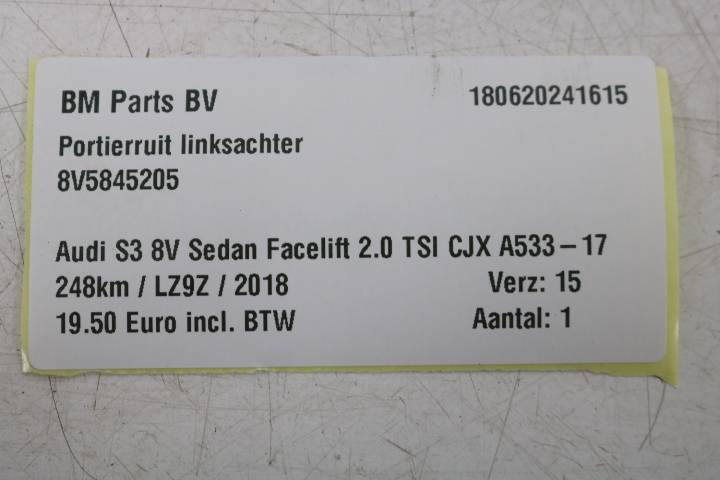 BM Parts BV 180620241615
Portierruit linksachter
8V5845205
Audi S3 8V Sedan Facelift 2.0 TSI CJX A533 – 17
248km / LZ9Z / 2018 Verz: 15
19.50 Euro incl. BTW Aantal: 1